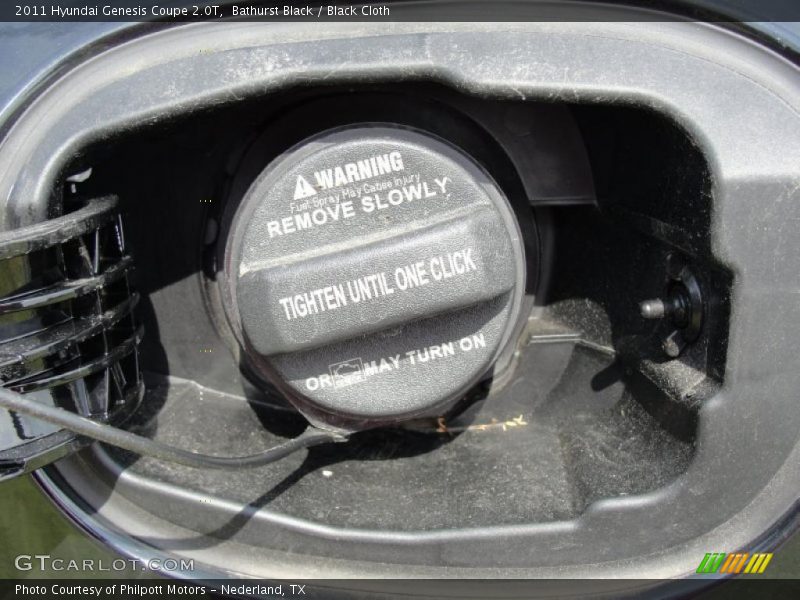 2011 Hyundai Genesis Coupe 2.0T, Bathurst Black / Black Cloth
WARNING
Fuel Spray May Cabee Injury
REMOVE SLOWLY
TIGHTEN UNTIL ONE CLICK
OR MAY TURN ON
GTCARLOT.COM
Photo Courtesy of Philpott Motors - Nederland, TX